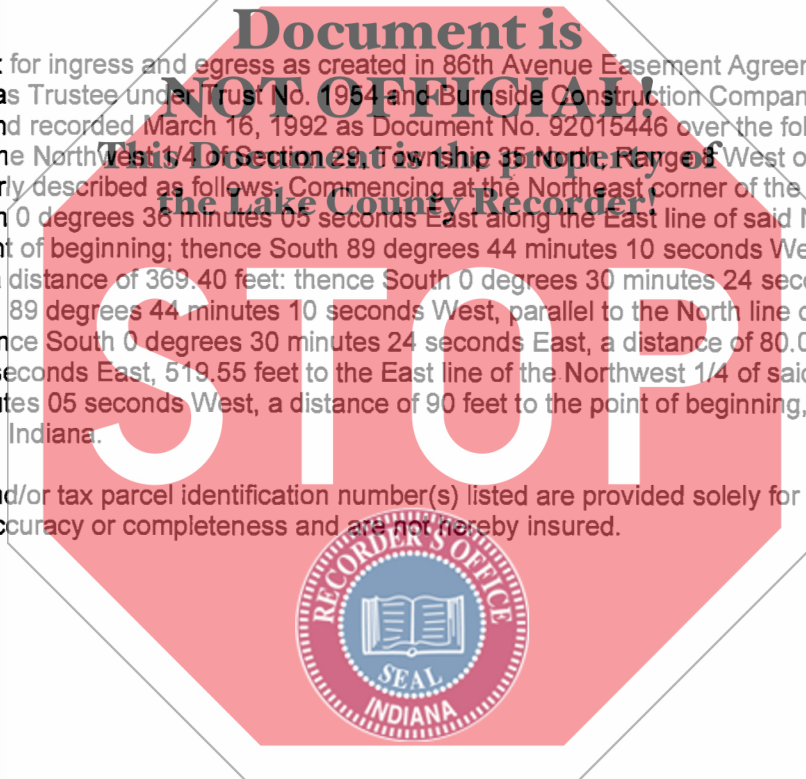 Document is
t for ingress and egress as created in 86th Avenue Easement Agreer
NOT OFFICIAL!
as Trustee under Trust No. 1954 and Burnside Construction Compan
nd recorded March 16, 1992 as Document No. 92015446 over the fol
This Document is the property of
ne Northwest 1/4 of Section 29, Township 35 North, Range 8 West o
rly described as follows: Commencing at the Northeast corner of the
the Lake County Recorder!
h 0 degrees 36 minutes 05 seconds East along the East line of said N
nt of beginning; thence South 89 degrees 44 minutes 10 seconds We
a distance of 369.40 feet: thence South 0 degrees 30 minutes 24 seco
89 degrees 44 minutes 10 seconds West, parallel to the North line o
nce South 0 degrees 30 minutes 24 seconds East, a distance of 80.0
econds East, 519.55 feet to the East line of the Northwest 1/4 of said
tes 05 seconds West, a distance of 90 feet to the point of beginning,
Indiana.
STOP
nd/or tax parcel identification number(s) listed are provided solely for
ccuracy or completeness and are not hereby insured.
RECORDER'S OFFICE
SEAL
INDIANA